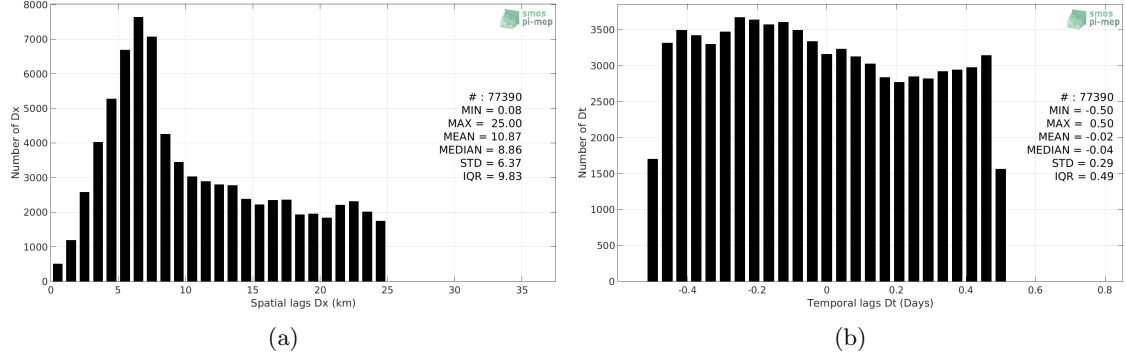 8000
7000
6000
5000
4000
3000
2000
1000
0
Number of Dx
smos
pi-mep
# : 77390
MIN = 0.08
MAX = 25.00
MEAN = 10.87
MEDIAN = 8.86
STD = 6.37
IQR = 9.83
0 5 10 15 20 25 30 35
Spatial lags Dx (km)
(a)
3500
3000
2500
2000
1500
1000
500
0
Number of Dt
smos
pi-mep
# : 77390
MIN = -0.50
MAX = 0.50
MEAN = -0.02
MEDIAN = -0.04
STD = 0.29
IQR = 0.49
-0.4 -0.2 0 0.2 0.4 0.6 0.8
Temporal lags Dt (Days)
(b)